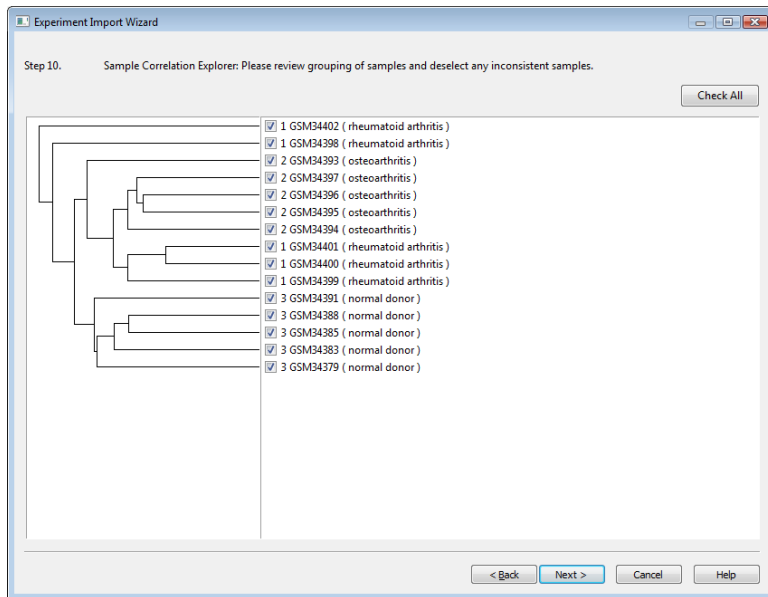 Experiment Import Wizard
Step 10. Sample Correlation Explorer: Please review grouping of samples and deselect any inconsistent samples.
Check All
1 GSM34402 ( rheumatoid arthritis )
1 GSM34398 ( rheumatoid arthritis )
2 GSM34393 ( osteoarthritis )
2 GSM34397 ( osteoarthritis )
2 GSM34396 ( osteoarthritis )
2 GSM34395 ( osteoarthritis )
2 GSM34394 ( osteoarthritis )
1 GSM34401 ( rheumatoid arthritis )
1 GSM34400 ( rheumatoid arthritis )
1 GSM34399 ( rheumatoid arthritis )
3 GSM34391 ( normal donor )
3 GSM34388 ( normal donor )
3 GSM34385 ( normal donor )
3 GSM34383 ( normal donor )
3 GSM34379 ( normal donor )
< Back Next > Cancel Help